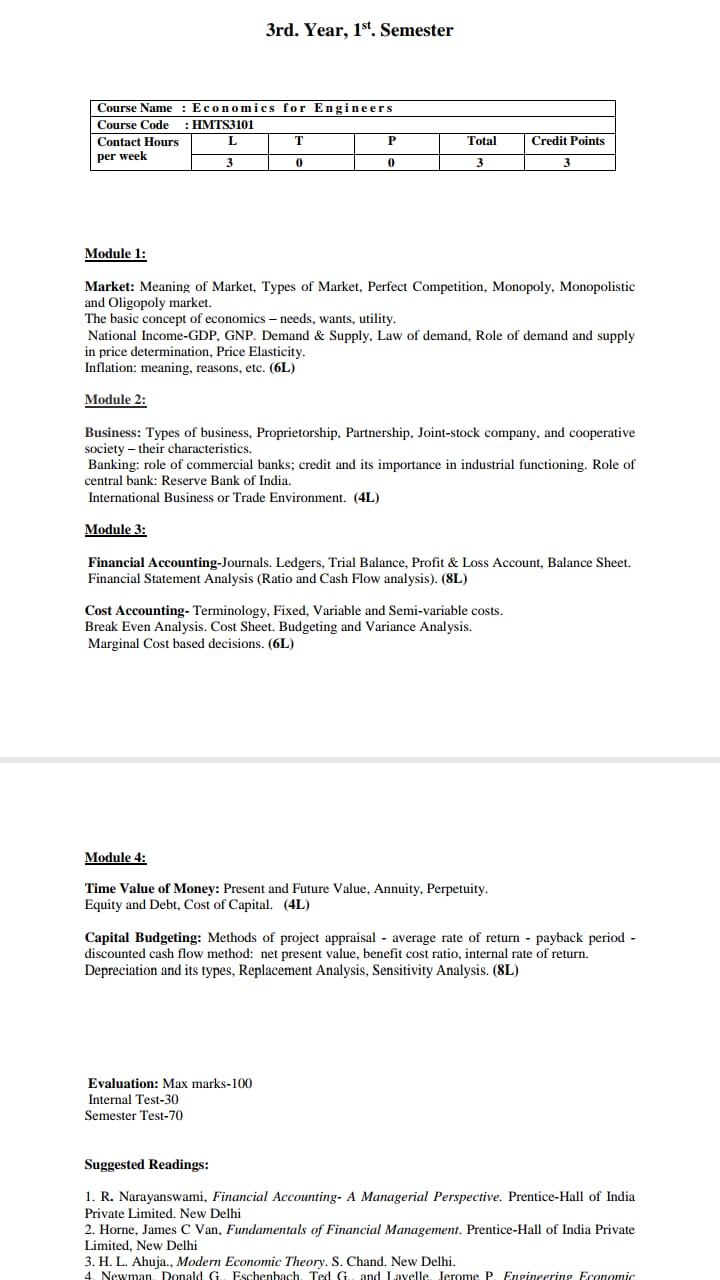 3rd. Year, 1st. Semester
Course Name : Economics for Engineers
Course Code : HMTS3101
Contact Hours per week L T P Total Credit Points
3 0 0 3 3
Module 1:
Market: Meaning of Market, Types of Market, Perfect Competition, Monopoly, Monopolistic
and Oligopoly market.
The basic concept of economics – needs, wants, utility.
National Income-GDP, GNP. Demand & Supply, Law of demand, Role of demand and supply
in price determination, Price Elasticity.
Inflation: meaning, reasons, etc. (6L)
Module 2:
Business: Types of business, Proprietorship, Partnership, Joint-stock company, and cooperative
society – their characteristics.
Banking: role of commercial banks; credit and its importance in industrial functioning. Role of
central bank: Reserve Bank of India.
International Business or Trade Environment. (4L)
Module 3:
Financial Accounting-Journals. Ledgers, Trial Balance, Profit & Loss Account, Balance Sheet.
Financial Statement Analysis (Ratio and Cash Flow analysis). (8L)
Cost Accounting- Terminology, Fixed, Variable and Semi-variable costs.
Break Even Analysis. Cost Sheet. Budgeting and Variance Analysis.
Marginal Cost based decisions. (6L)
Module 4:
Time Value of Money: Present and Future Value, Annuity, Perpetuity.
Equity and Debt, Cost of Capital. (4L)
Capital Budgeting: Methods of project appraisal - average rate of return - payback period -
discounted cash flow method: net present value, benefit cost ratio, internal rate of return.
Depreciation and its types, Replacement Analysis, Sensitivity Analysis. (8L)
Evaluation: Max marks-100
Internal Test-30
Semester Test-70
Suggested Readings:
1. R. Narayanswami, Financial Accounting- A Managerial Perspective. Prentice-Hall of India
Private Limited. New Delhi
2. Horne, James C Van, Fundamentals of Financial Management. Prentice-Hall of India Private
Limited, New Delhi
3. H. L. Ahuja., Modern Economic Theory. S. Chand. New Delhi.
4. Newman, Donald G., Eschenbach, Ted G., and Lavelle, Jerome P. Engineering Economic